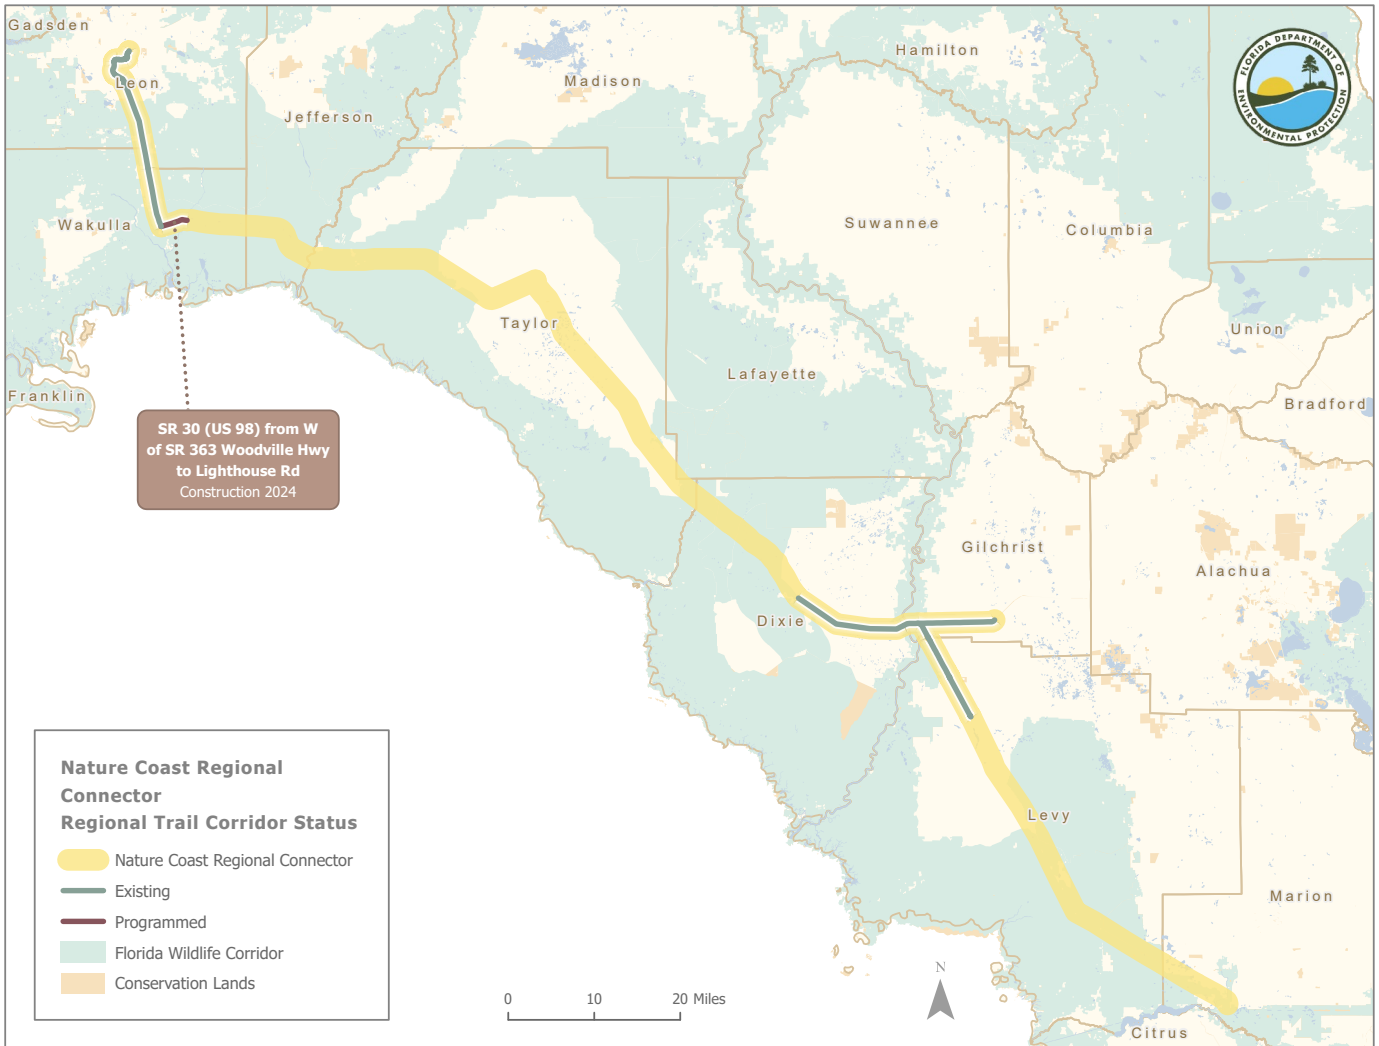 Gadsden
Hamilton
Madison
Leon
Jefferson
FLORIDA DEPARTMENT OF
ENVIRONMENTAL PROTECTION
Wakulla
Suwannee
Columbia
Taylor
Union
Lafayette
Franklin
Bradford
SR 30 (US 98) from W
of SR 363 Woodville Hwy
to Lighthouse Rd
Construction 2024
Gilchrist
Alachua
Dixie
Levy
Marion
Citrus
Nature Coast Regional
Connector
Regional Trail Corridor Status
Nature Coast Regional Connector
Existing
Programmed
Florida Wildlife Corridor
Conservation Lands
0 10 20 Miles
N